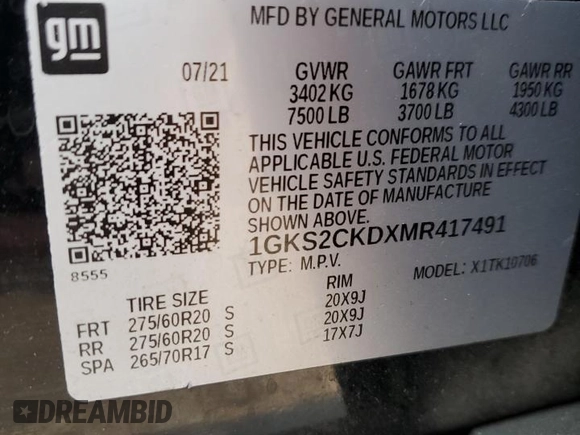 gm
MFD BY GENERAL MOTORS LLC
07/21 GVWR GAWR FRT GAWR RR
3402 KG 1678 KG 1950 KG
7500 LB 3700 LB 4300 LB
THIS VEHICLE CONFORMS TO ALL
APPLICABLE U.S. FEDERAL MOTOR
VEHICLE SAFETY STANDARDS IN EFFECT
ON THE DATE OF MANUFACTURE
SHOWN ABOVE.
1GKS2CKDXMR417491
8555
TYPE: M.P.V. MODEL: X1TK10706
TIRE SIZE RIM
FRT 275/60R20 S 20X9J
RR 275/60R20 S 20X9J
SPA 265/70R17 S 17X7J
DREAMBID